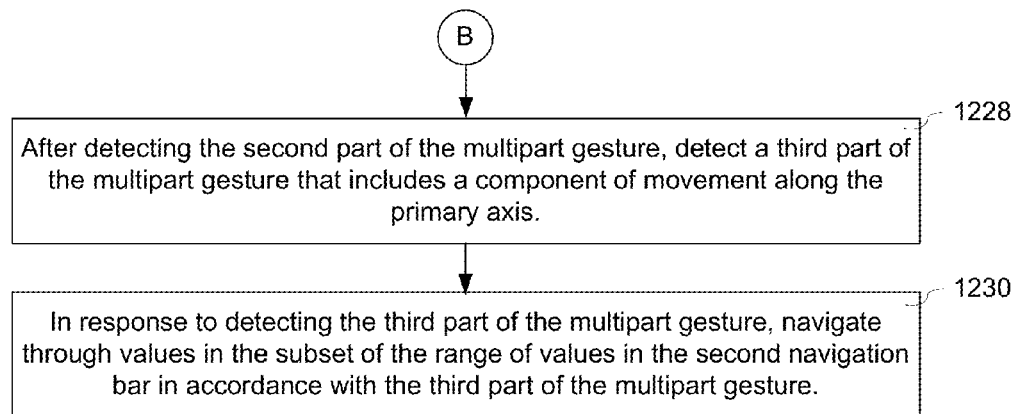 B
1228
After detecting the second part of the multipart gesture, detect a third part of
the multipart gesture that includes a component of movement along the
primary axis.
1230
In response to detecting the third part of the multipart gesture, navigate
through values in the subset of the range of values in the second navigation
bar in accordance with the third part of the multipart gesture.